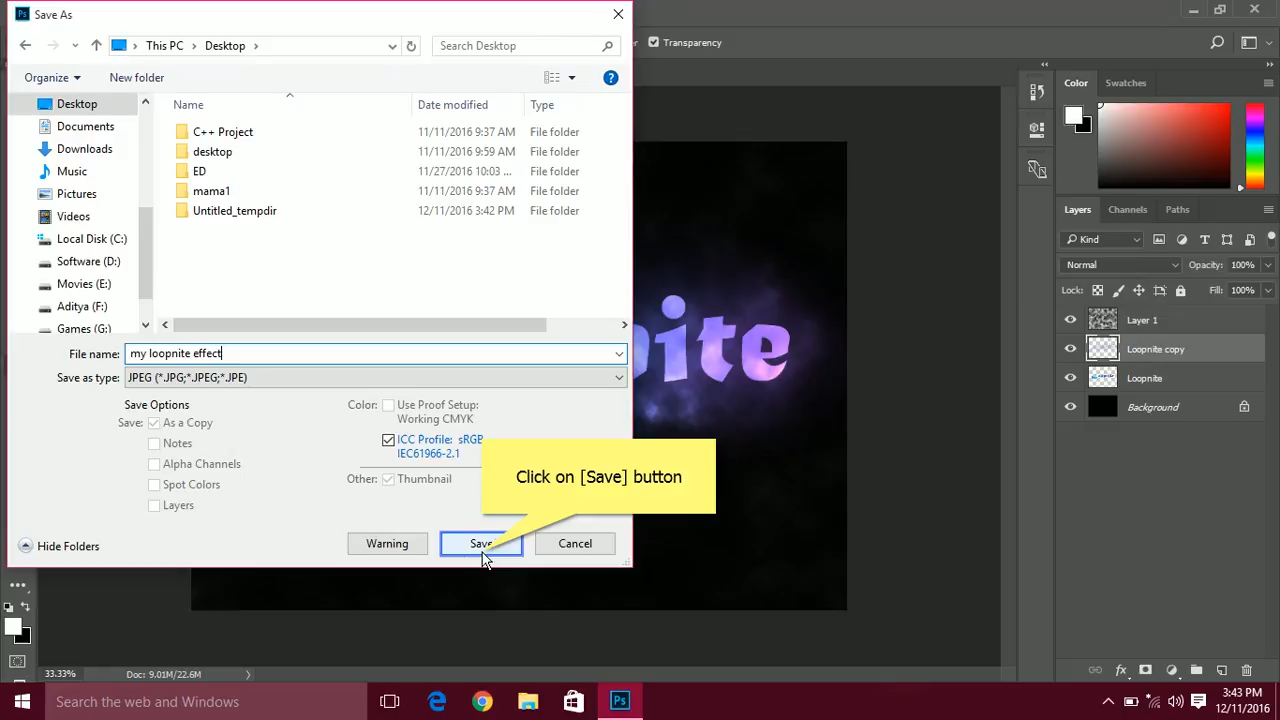 Save As
This PC > Desktop >
Search Desktop
Transparency
Organize
New folder
Color
Swatches
Desktop
Documents
Downloads
Music
Pictures
Videos
Local Disk (C:)
Software (D:)
Movies (E:)
Aditya (F:)
Games (G:)
Name Date modified Type
C++ Project 11/11/2016 9:37 AM File folder
desktop 11/11/2016 9:59 AM File folder
ED 11/27/2016 10:03 ... File folder
mama1 11/11/2016 9:37 AM File folder
Untitled_tempdir 12/11/2016 3:42 PM File folder
File name: my loopnite effect
Save as type: JPEG (*.JPG;*.JPEG;*.JPE)
Save Options
Save: As a Copy
Notes
Alpha Channels
Spot Colors
Layers
Color: Use Proof Setup:
Working CMYK
ICC Profile: sRGB
IEC61966-2.1
Other: Thumbnail
Click on [Save] button
Hide Folders
Warning
Save
Cancel
Layers
Channels
Paths
Kind
Normal
Opacity: 100%
Lock:
Fill: 100%
Layer 1
Loopnite copy
Loopnite
Background
33.33%
Doc: 9.01M/22.6M
Search the web and Windows
Ps
3:43 PM
12/11/2016